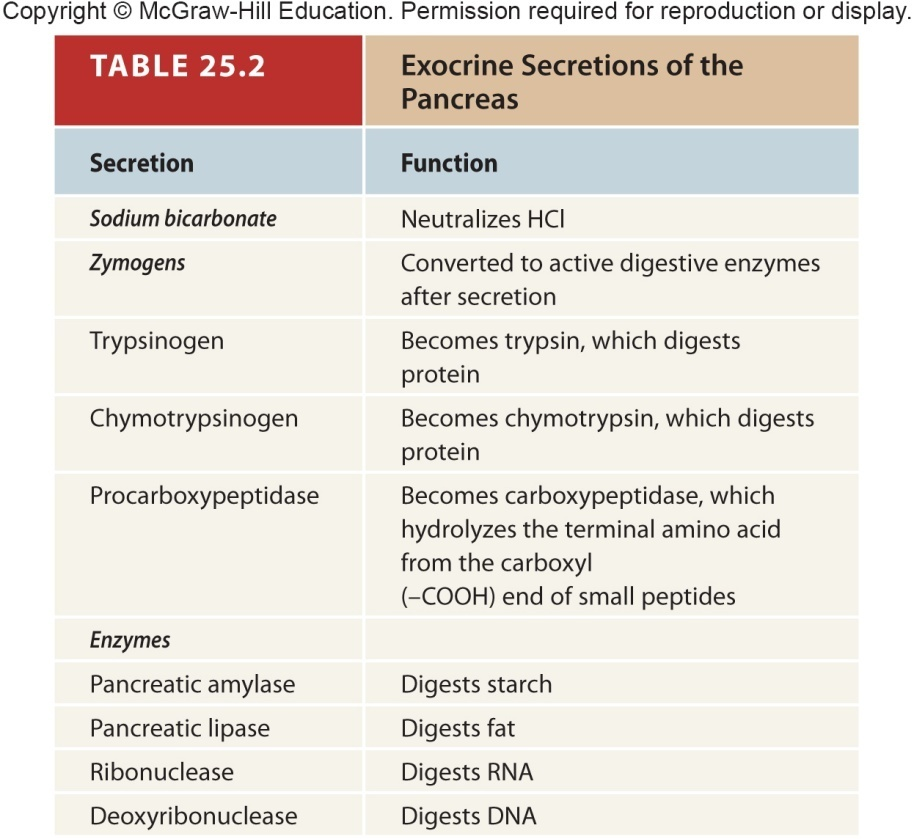 Copyright © McGraw-Hill Education. Permission required for reproduction or display.
TABLE 25.2
Exocrine Secretions of the
Pancreas
Secretion
Function
Sodium bicarbonate
Neutralizes HCl
Zymogens
Converted to active digestive enzymes
after secretion
Trypsinogen
Becomes trypsin, which digests
protein
Chymotrypsinogen
Becomes chymotrypsin, which digests
protein
Procarboxypeptidase
Becomes carboxypeptidase, which
hydrolyzes the terminal amino acid
from the carboxyl
(–COOH) end of small peptides
Enzymes
Pancreatic amylase
Digests starch
Pancreatic lipase
Digests fat
Ribonuclease
Digests RNA
Deoxyribonuclease
Digests DNA